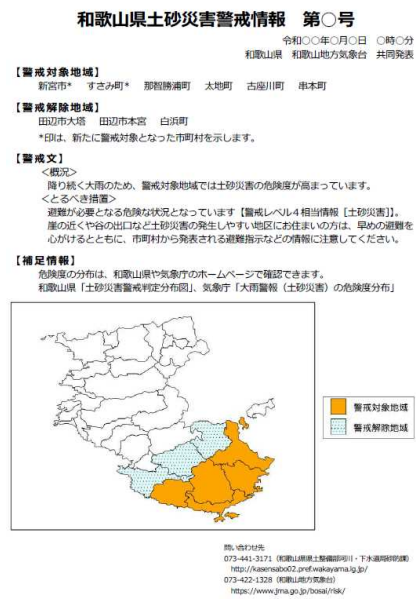 和歌山県土砂災害警戒情報　第○号
令和○○年○月○日　○時○分
和歌山県　和歌山地方気象台　共同発表
【警戒対象地域】
新宮市*　すさみ町*　那智勝浦町　太地町　古座川町　串本町
【警戒解除地域】
田辺市大塔　田辺市本宮　白浜町
*印は、新たに警戒対象となった市町村を示します。
【警戒文】
＜概況＞
降り続く大雨のため、警戒対象地域では土砂災害の危険度が高まっています。
＜とるべき措置＞
避難が必要となる危険な状況となっています【警戒レベル４相当情報［土砂災害］】。
崖の近くや谷の出口など土砂災害の発生しやすい地区にお住まいの方は、早めの避難を
心がけるとともに、市町村から発表される避難指示などの情報に注意してください。
【補足情報】
危険度の分布は、和歌山県や気象庁のホームページで確認できます。
和歌山県「土砂災害警戒判定分布図」、気象庁「大雨警報（土砂災害）の危険度分布」
警戒対象地域
警戒解除地域
問い合わせ先
073-441-3171（和歌山県県土整備部河川・下水道局砂防課）
http://kasensabo02.pref.wakayama.lg.jp/
073-422-1328（和歌山地方気象台）
https://www.jma.go.jp/bosai/risk/